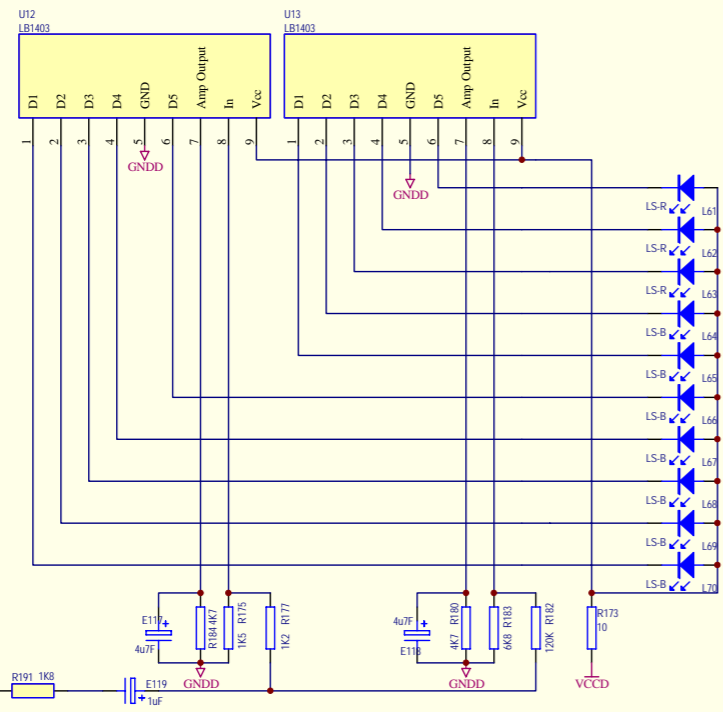 U12
LB1403
U13
LB1403
D1
D2
D3
D4
GND
D5
Amp Output
In
Vcc
D1
D2
D3
D4
GND
D5
Amp Output
In
Vcc
1
2
3
4
5
6
7
8
9
1
2
3
4
5
6
7
8
9
GNDD
GNDD
LS-R L61
LS-R L62
LS-R L63
LS-B L64
LS-B L65
LS-B L66
LS-B L67
LS-B L68
LS-B L69
LS-B L70
E117
4u7F
R184 4K7
R175
1K5
R177
1K2
GNDD
4u7F
E118
R180
4K7
R183
6K8
R182
120K
GNDD
R173
10
VCCD
R191 1K8
E119
1uF